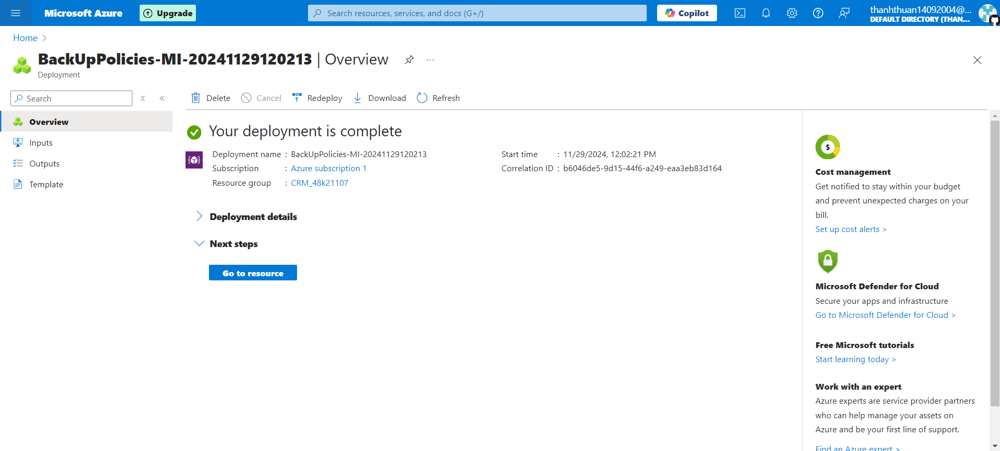 Microsoft Azure
Upgrade
Search resources, services, and docs (G+/)
Copilot
thanhthuan14092004@...
DEFAULT DIRECTORY (THAN...
Home
BackUpPolicies-MI-20241129120213 | Overview
Deployment
Search
Delete
Cancel
Redeploy
Download
Refresh
Overview
Inputs
Outputs
Template
Your deployment is complete
Deployment name : BackUpPolicies-MI-20241129120213
Subscription : Azure subscription 1
Resource group : CRM_48k21107
Start time : 11/29/2024, 12:02:21 PM
Correlation ID : b6046de5-9d15-44f6-a249-eaa3eb83d164
Deployment details
Next steps
Go to resource
Cost management
Get notified to stay within your budget
and prevent unexpected charges on your
bill.
Set up cost alerts >
Microsoft Defender for Cloud
Secure your apps and infrastructure
Go to Microsoft Defender for Cloud >
Free Microsoft tutorials
Start learning today >
Work with an expert
Azure experts are service provider partners
who can help manage your assets on
Azure and be your first line of support.
Find an Azure expert >